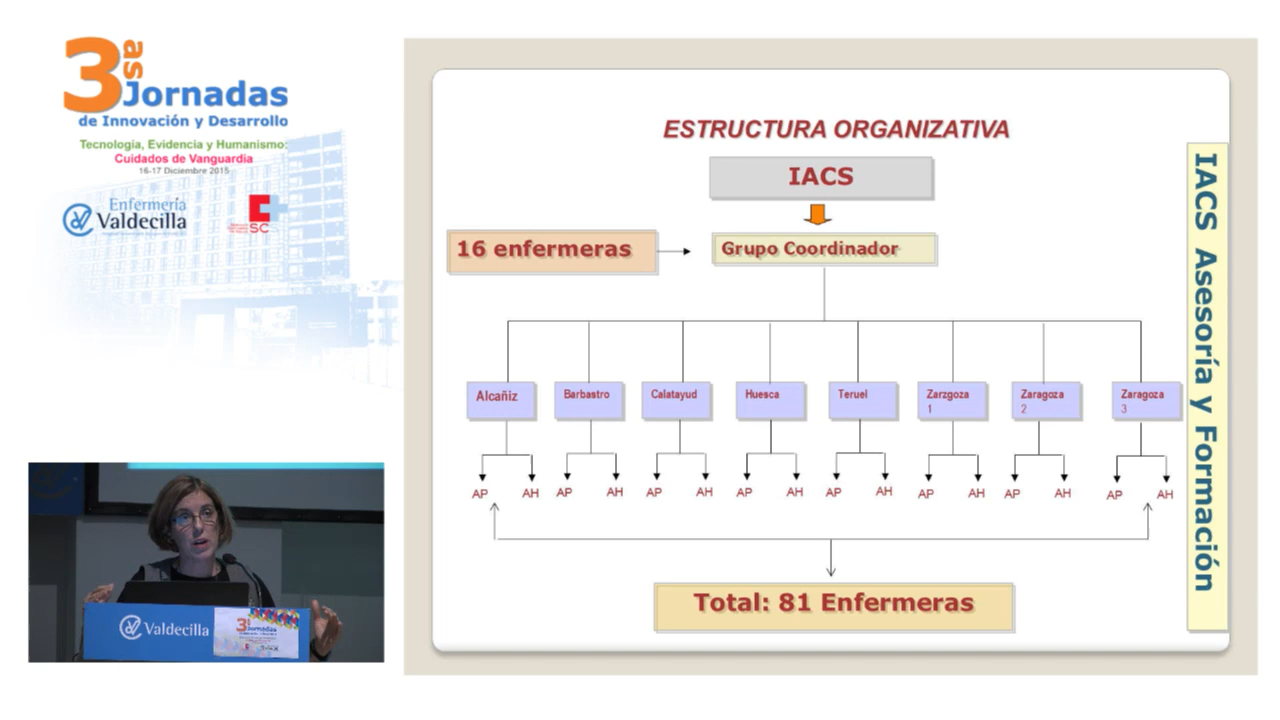 3as
Jornadas
de Innovación y Desarrollo
Tecnología, Evidencia y Humanismo:
Cuidados de Vanguardia
16-17 Diciembre 2015
Enfermería
Valdecilla
SC
ESTRUCTURA ORGANIZATIVA
IACS
16 enfermeras
Grupo Coordinador
Alcañiz
Barbastro
Calatayud
Huesca
Teruel
Zarzgoza
1
Zaragoza
2
Zaragoza
3
AP AH AP AH AP AH AP AH AP AH AP AH AP AH AP AH
Total: 81 Enfermeras
IACS Asesoría y Formación
Valdecilla
3as
Jornadas